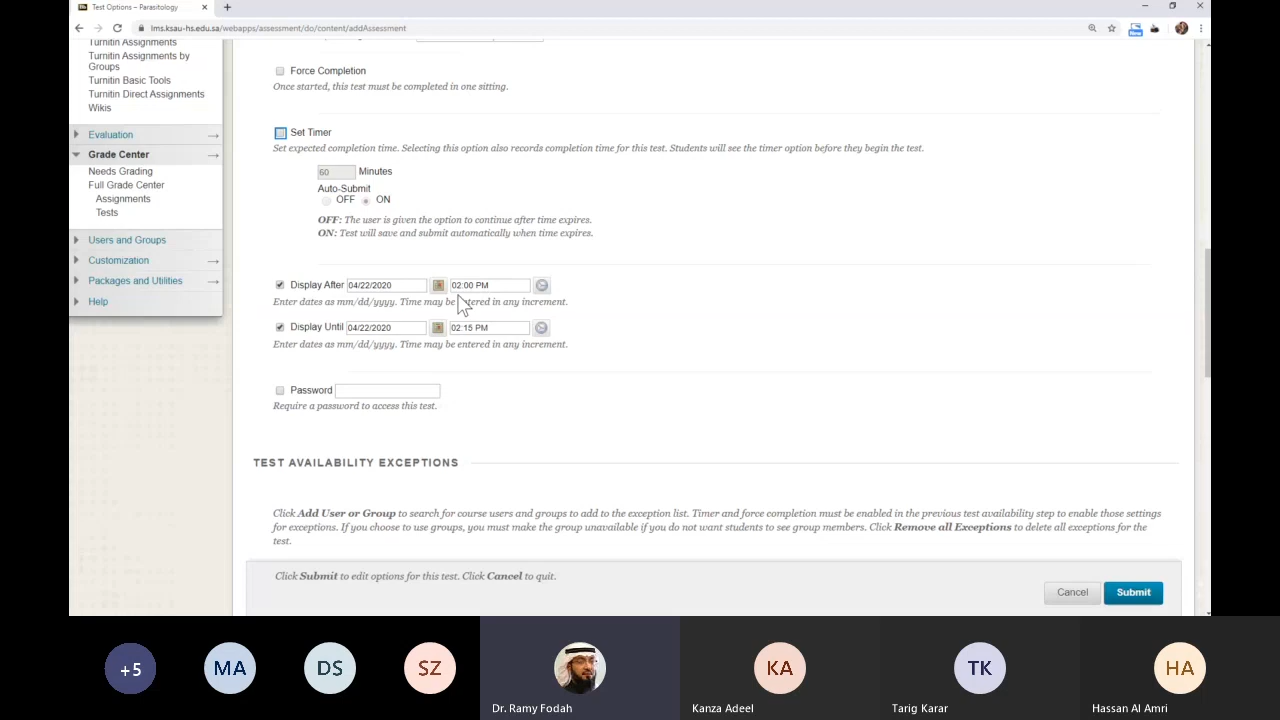 Test Options – Parasitology
lms.ksau-hs.edu.sa/webapps/assessment/do/content/addAssessment
New
Turnitin Assignments
Turnitin Assignments by
Groups
Turnitin Basic Tools
Turnitin Direct Assignments
Wikis
Evaluation
Grade Center
Needs Grading
Full Grade Center
Assignments
Tests
Users and Groups
Customization
Packages and Utilities
Help
Force Completion
Once started, this test must be completed in one sitting.
Set Timer
Set expected completion time. Selecting this option also records completion time for this test. Students will see the timer option before they begin the test.
60 Minutes
Auto-Submit
OFF ON
OFF: The user is given the option to continue after time expires.
ON: Test will save and submit automatically when time expires.
Display After 04/22/2020 02:00 PM
Enter dates as mm/dd/yyyy. Time may be entered in any increment.
Display Until 04/22/2020 02:15 PM
Enter dates as mm/dd/yyyy. Time may be entered in any increment.
Password
Require a password to access this test.
TEST AVAILABILITY EXCEPTIONS
Click Add User or Group to search for course users and groups to add to the exception list. Timer and force completion must be enabled in the previous test availability step to enable those settings
for exceptions. If you choose to use groups, you must make the group unavailable if you do not want students to see group members. Click Remove all Exceptions to delete all exceptions for the
test.
Click Submit to edit options for this test. Click Cancel to quit.
Cancel Submit
+5 MA DS SZ KA TK HA
Dr. Ramy Fodah Kanza Adeel Tarig Karar Hassan Al Amri